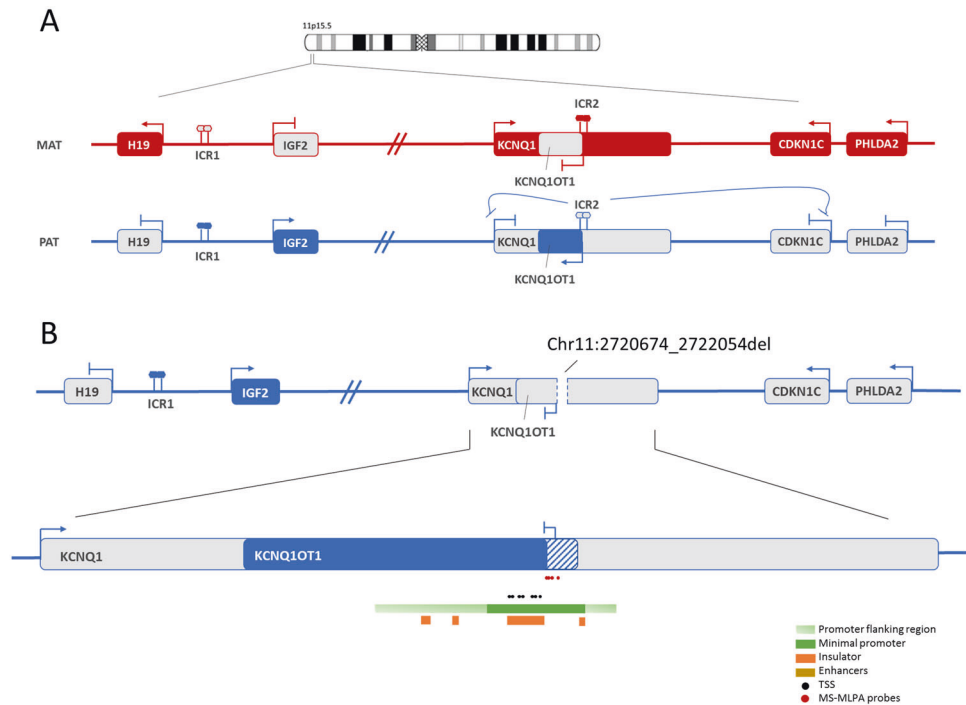 A
11p15.5
ICR2
MAT
H19
ICR1
IGF2
KCNQ1
CDKN1C
PHLDA2
KCNQ1OT1
ICR2
PAT
H19
ICR1
IGF2
KCNQ1
CDKN1C
PHLDA2
KCNQ1OT1
B
Chr11:2720674_2722054del
H19
ICR1
IGF2
KCNQ1
CDKN1C
PHLDA2
KCNQ1OT1
KCNQ1
KCNQ1OT1
Promoter flanking region
Minimal promoter
Insulator
Enhancers
TSS
MS-MLPA probes